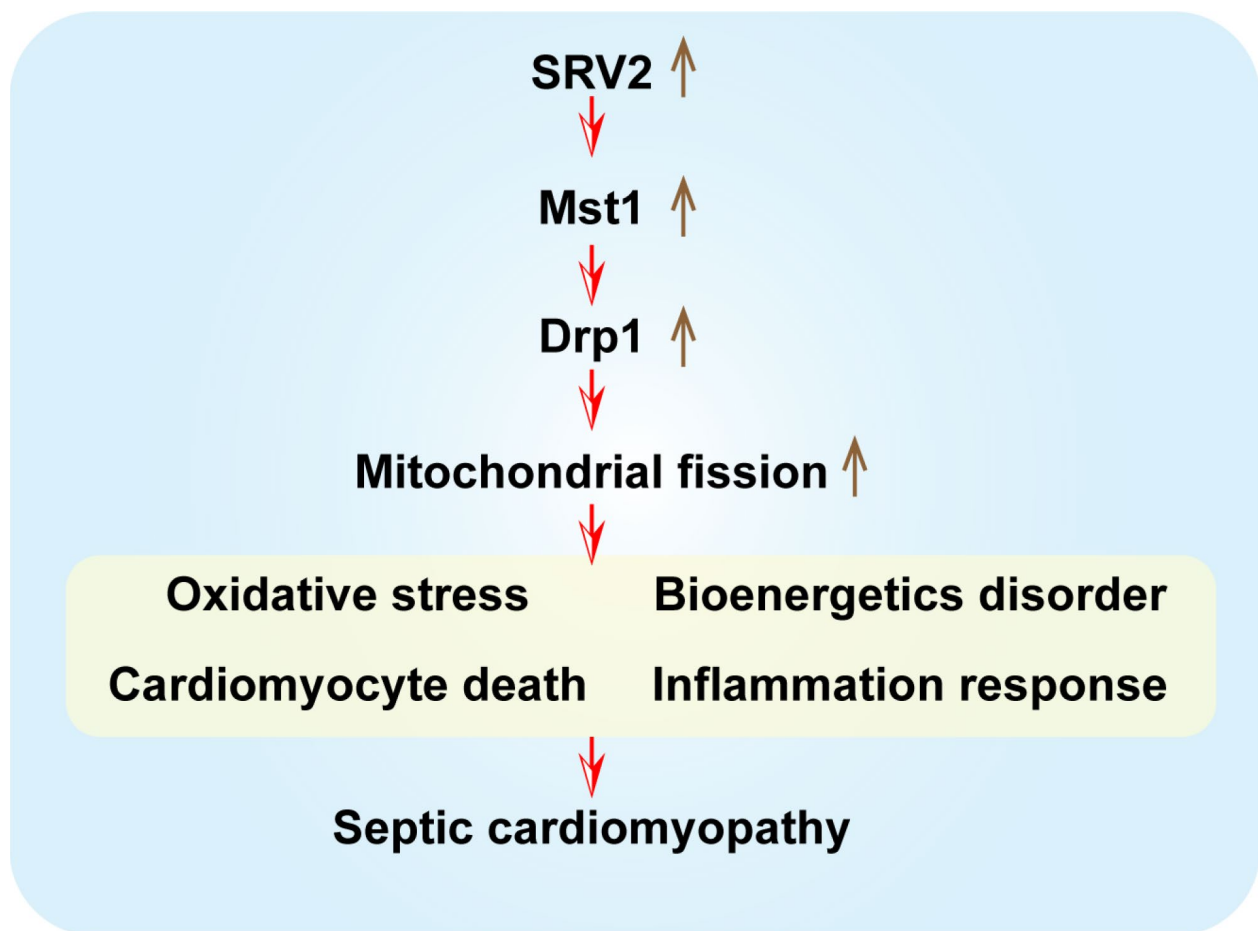 SRV2
Mst1
Drp1
Mitochondrial fission
Oxidative stress Bioenergetics disorder
Cardiomyocyte death Inflammation response
Septic cardiomyopathy